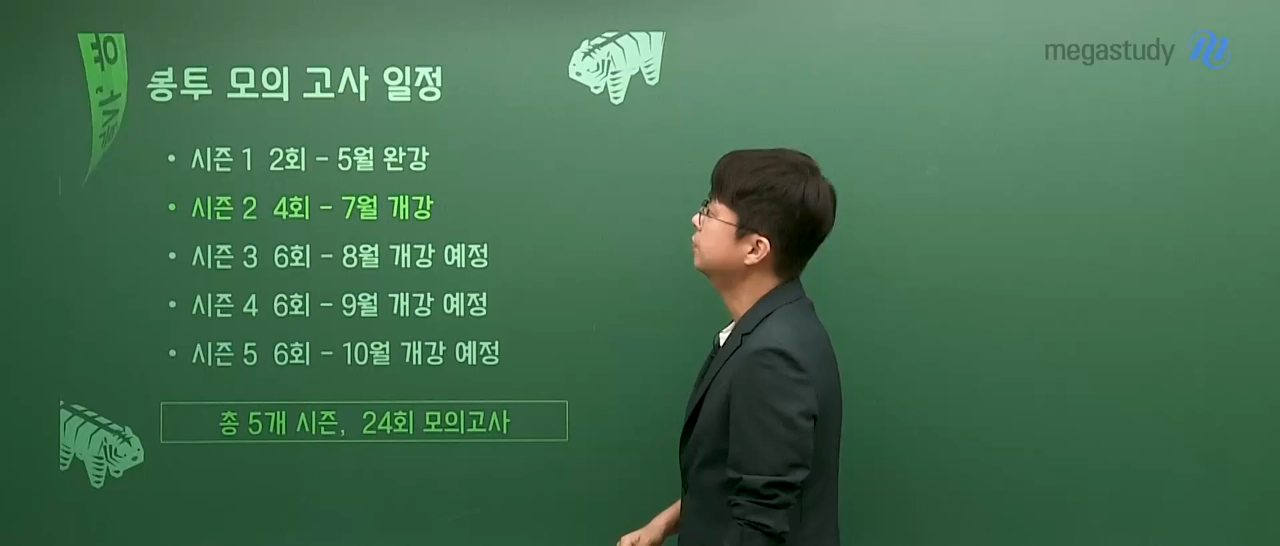 megastudy M
봉투 모의 고사 일정
• 시즌 1 2회 - 5월 완강
• 시즌 2 4회 - 7월 개강
• 시즌 3 6회 - 8월 개강 예정
• 시즌 4 6회 - 9월 개강 예정
• 시즌 5 6회 - 10월 개강 예정
총 5개 시즌, 24회 모의고사